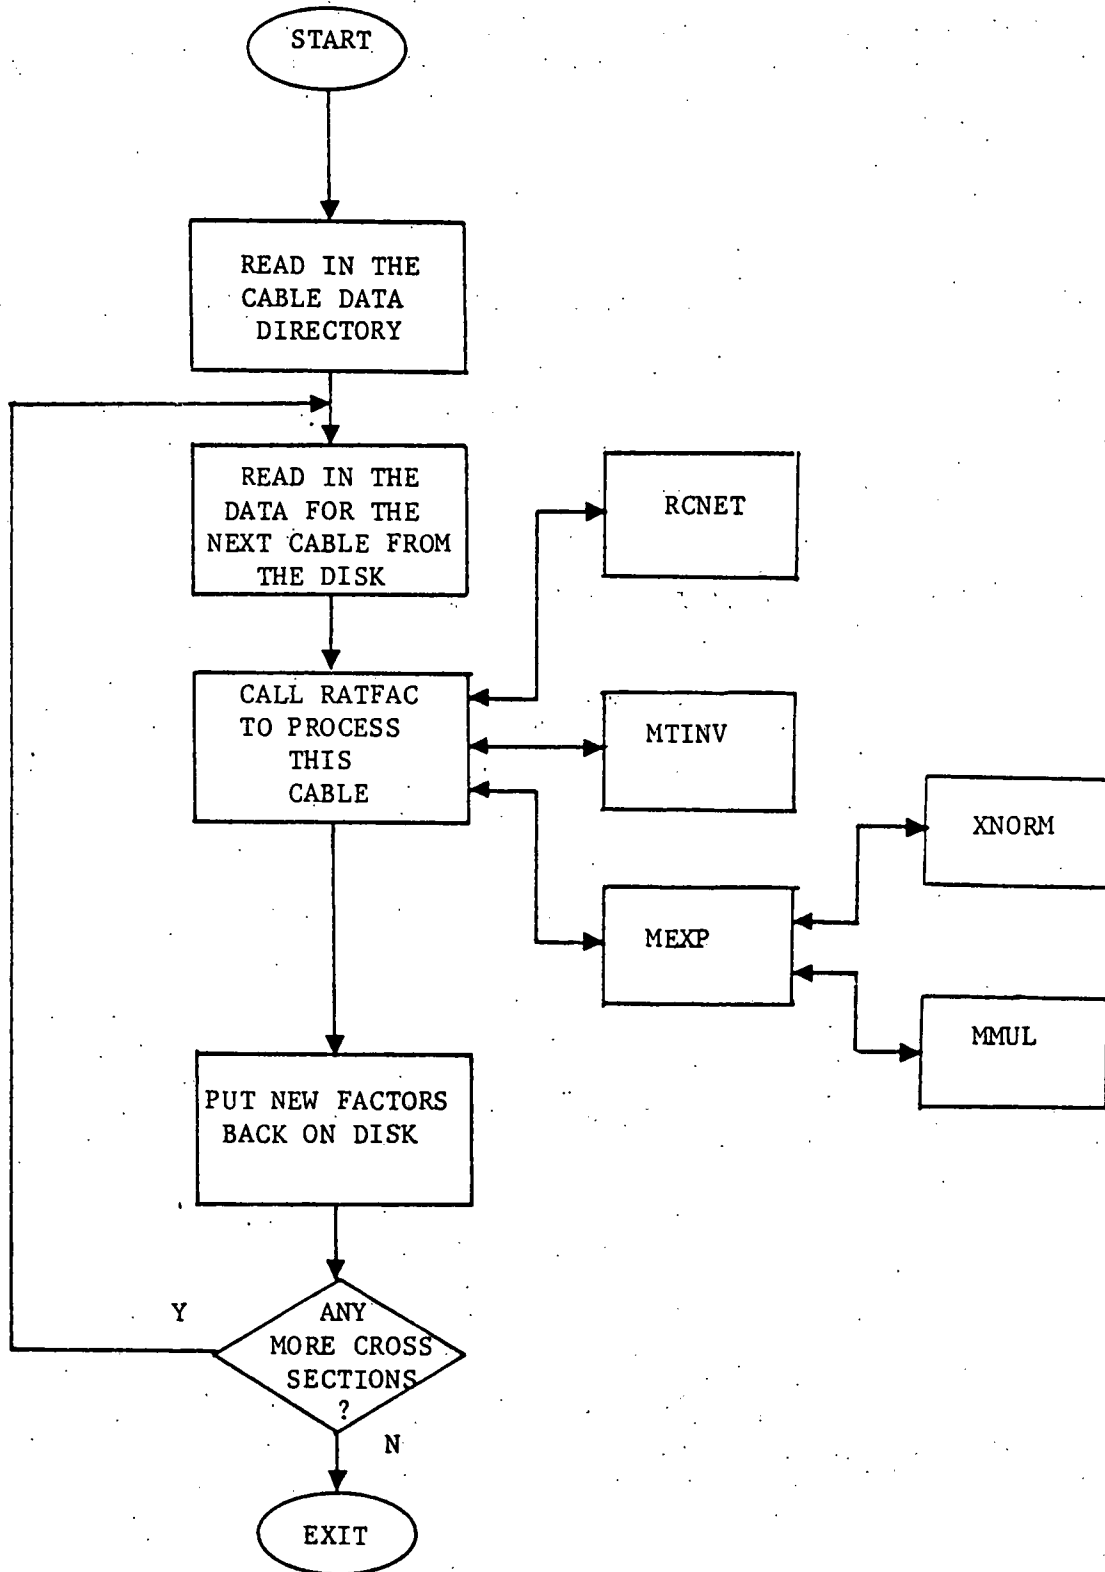 START
READ IN THE
CABLE DATA
DIRECTORY
READ IN THE
DATA FOR THE
NEXT CABLE FROM
THE DISK
RCNET
CALL RATFAC
TO PROCESS
THIS
CABLE
MTINV
XNORM
MEXP
MMUL
PUT NEW FACTORS
BACK ON DISK
Y
ANY
MORE CROSS
SECTIONS
?
N
EXIT